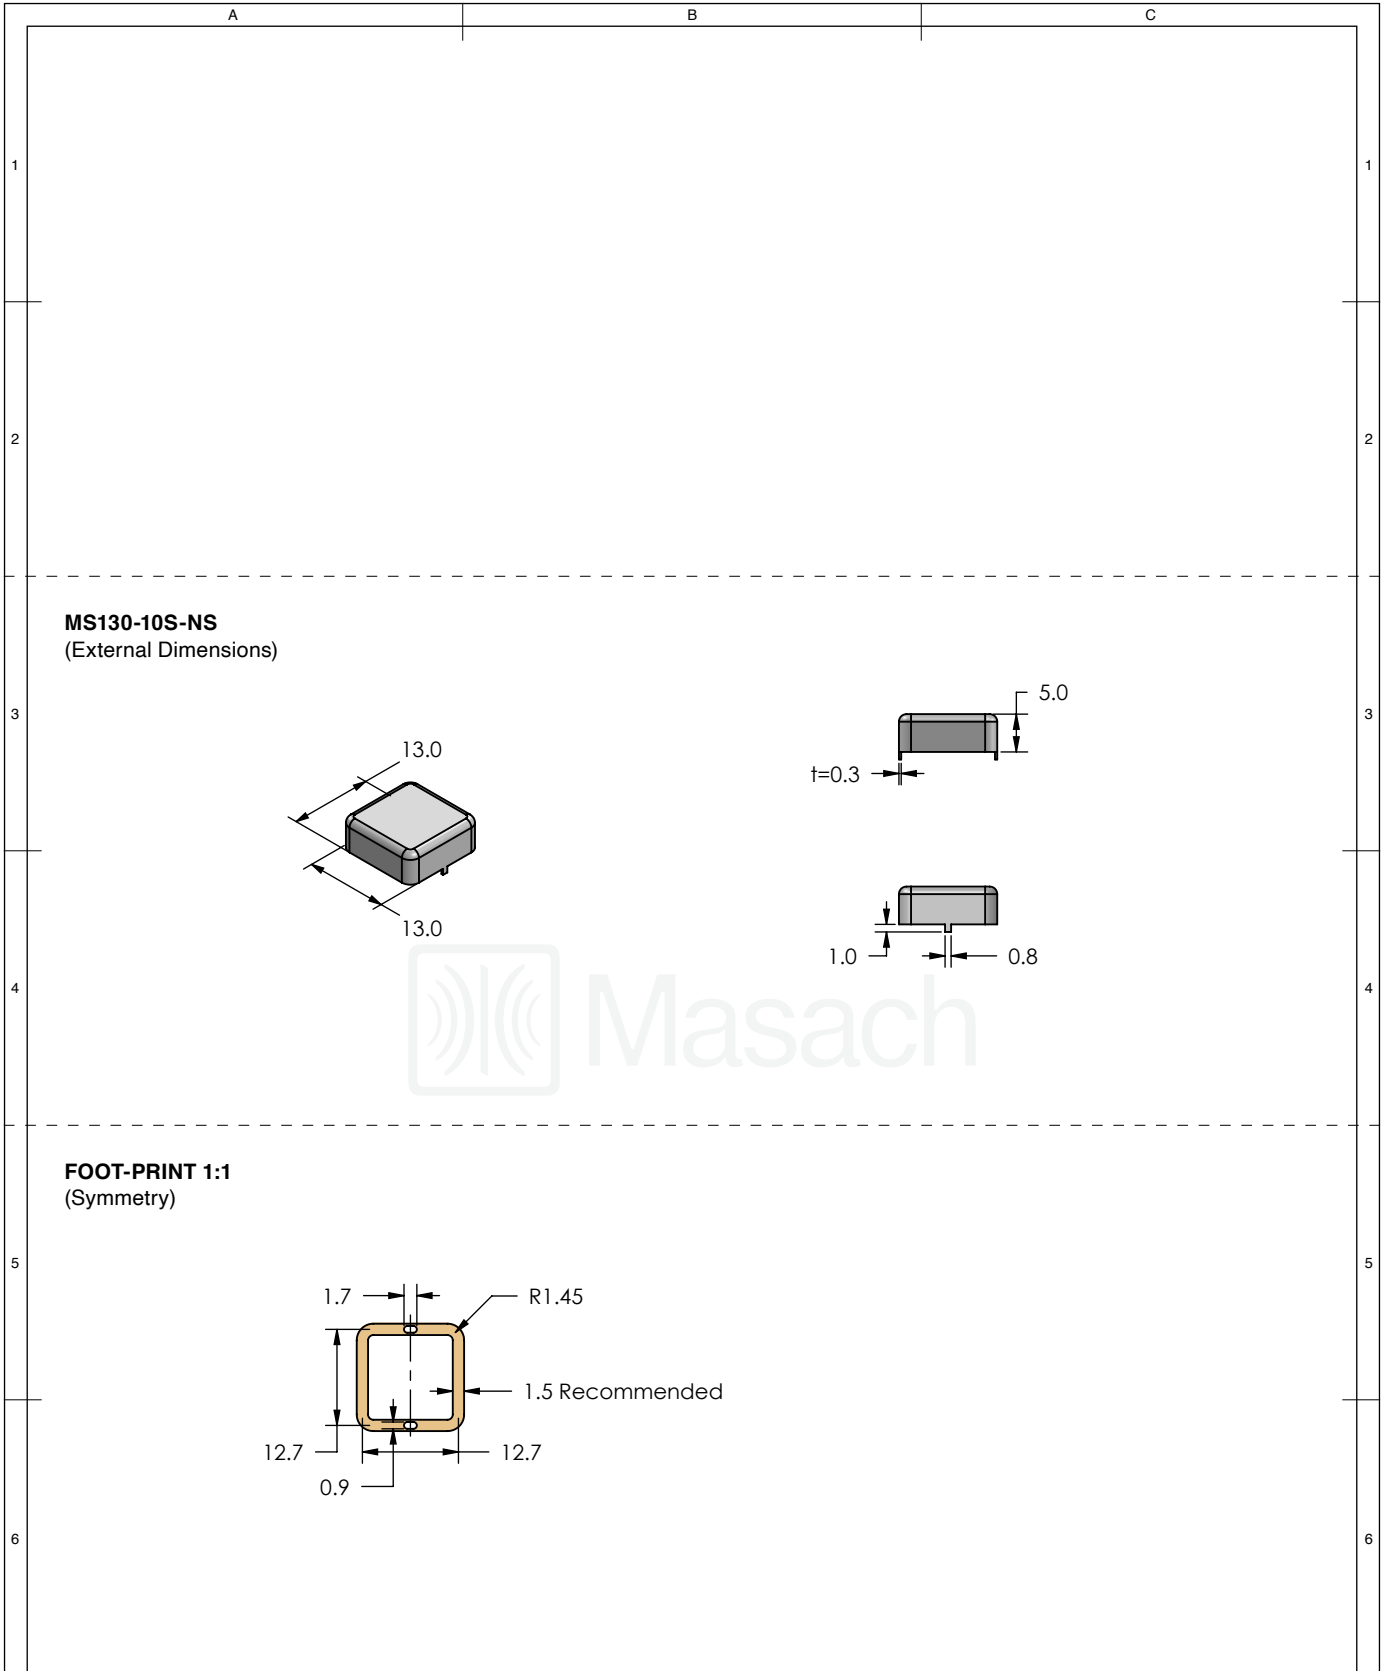 A B C
1 1
2 2
MS130-10S-NS
(External Dimensions)
3 3
5.0
13.0
t=0.3
13.0
1.0 0.8
Masach
4 4
FOOT-PRINT 1:1
(Symmetry)
5 5
1.7 R1.45
1.5 Recommended
12.7 12.7
0.9
6 6